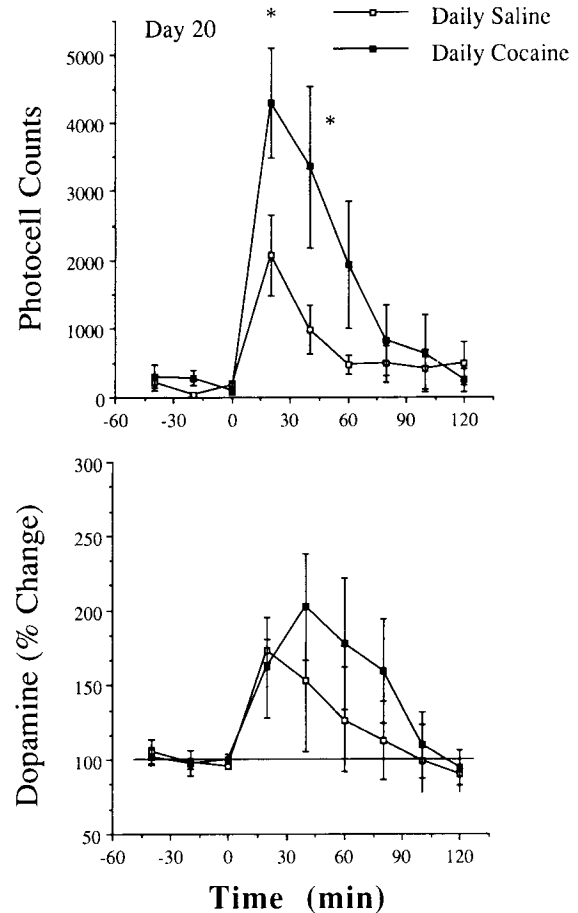 *
Day 20
Daily Saline
Daily Cocaine
*
Photocell Counts
5000
4000
3000
2000
1000
0
-60 -30 0 30 60 90 120
Dopamine (% Change)
300
250
200
150
100
50
-60 -30 0 30 60 90 120
Time (min)